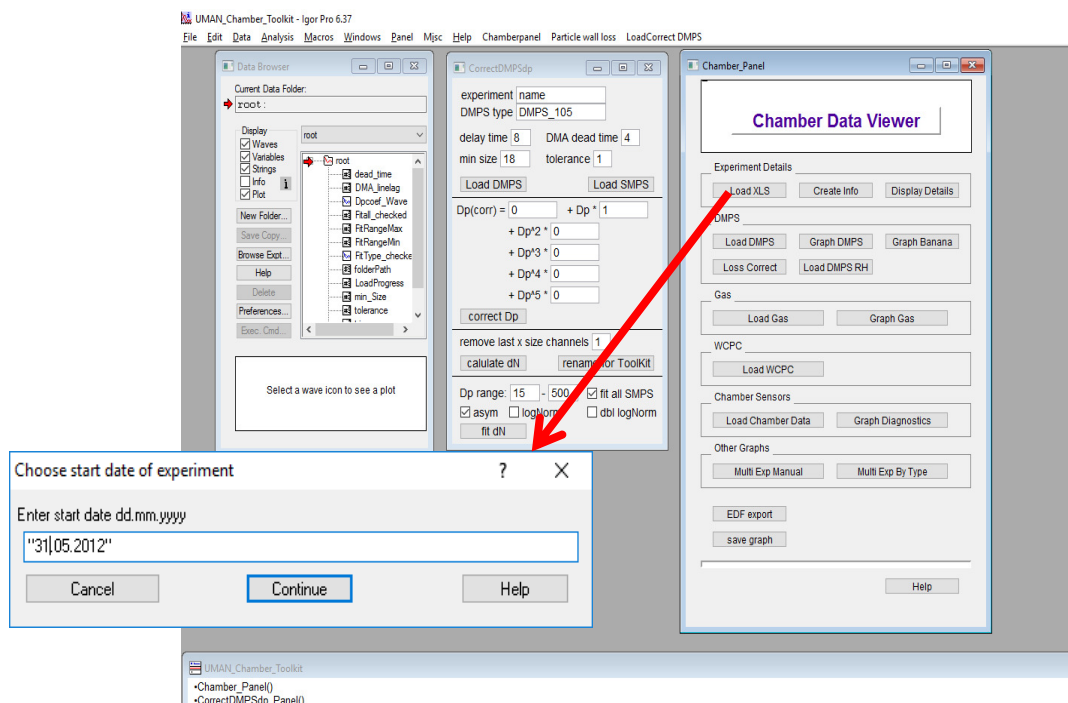 UMAN_Chamber_Toolkit - Igor Pro 6.37
File Edit Data Analysis Macros Windows Panel Misc Help Chamberpanel Particle wall loss LoadCorrect DMPS
Data Browser
Current Data Folder:
root:
Display
Waves
Variables
Strings
Info
Plot
root
root
dead_time
DMA_linelag
Dpcoef_Wave
Fitall_checked
FitRangeMax
FitRangeMin
FitType_checke
folderPath
LoadProgress
min_Size
tolerance
New Folder...
Save Copy...
Browse Expt...
Help
Delete
Preferences...
Exec. Cmd...
Select a wave icon to see a plot
CorrectDMPSdp
experiment name
DMPS type DMPS_105
delay time 8 DMA dead time 4
min size 18 tolerance 1
Load DMPS Load SMPS
Dp(corr) = 0 + Dp * 1
+ Dp^2 * 0
+ Dp^3 * 0
+ Dp^4 * 0
+ Dp^5 * 0
correct Dp
remove last x size channels 1
calulate dN rename for ToolKit
Dp range: 15 - 500 fit all SMPS
asym logNorm dbl logNorm
fit dN
Chamber_Panel
Chamber Data Viewer
Experiment Details
Load XLS Create Info Display Details
DMPS
Load DMPS Graph DMPS Graph Banana
Loss Correct Load DMPS RH
Gas
Load Gas Graph Gas
WCPC
Load WCPC
Chamber Sensors
Load Chamber Data Graph Diagnostics
Other Graphs
Multi Exp Manual Multi Exp By Type
EDF export
save graph
Help
Choose start date of experiment ?
Enter start date dd.mm.yyyy
"31.05.2012"
Cancel Continue Help
UMAN_Chamber_Toolkit
•Chamber_Panel()
•CorrectDMPSdp_Panel()